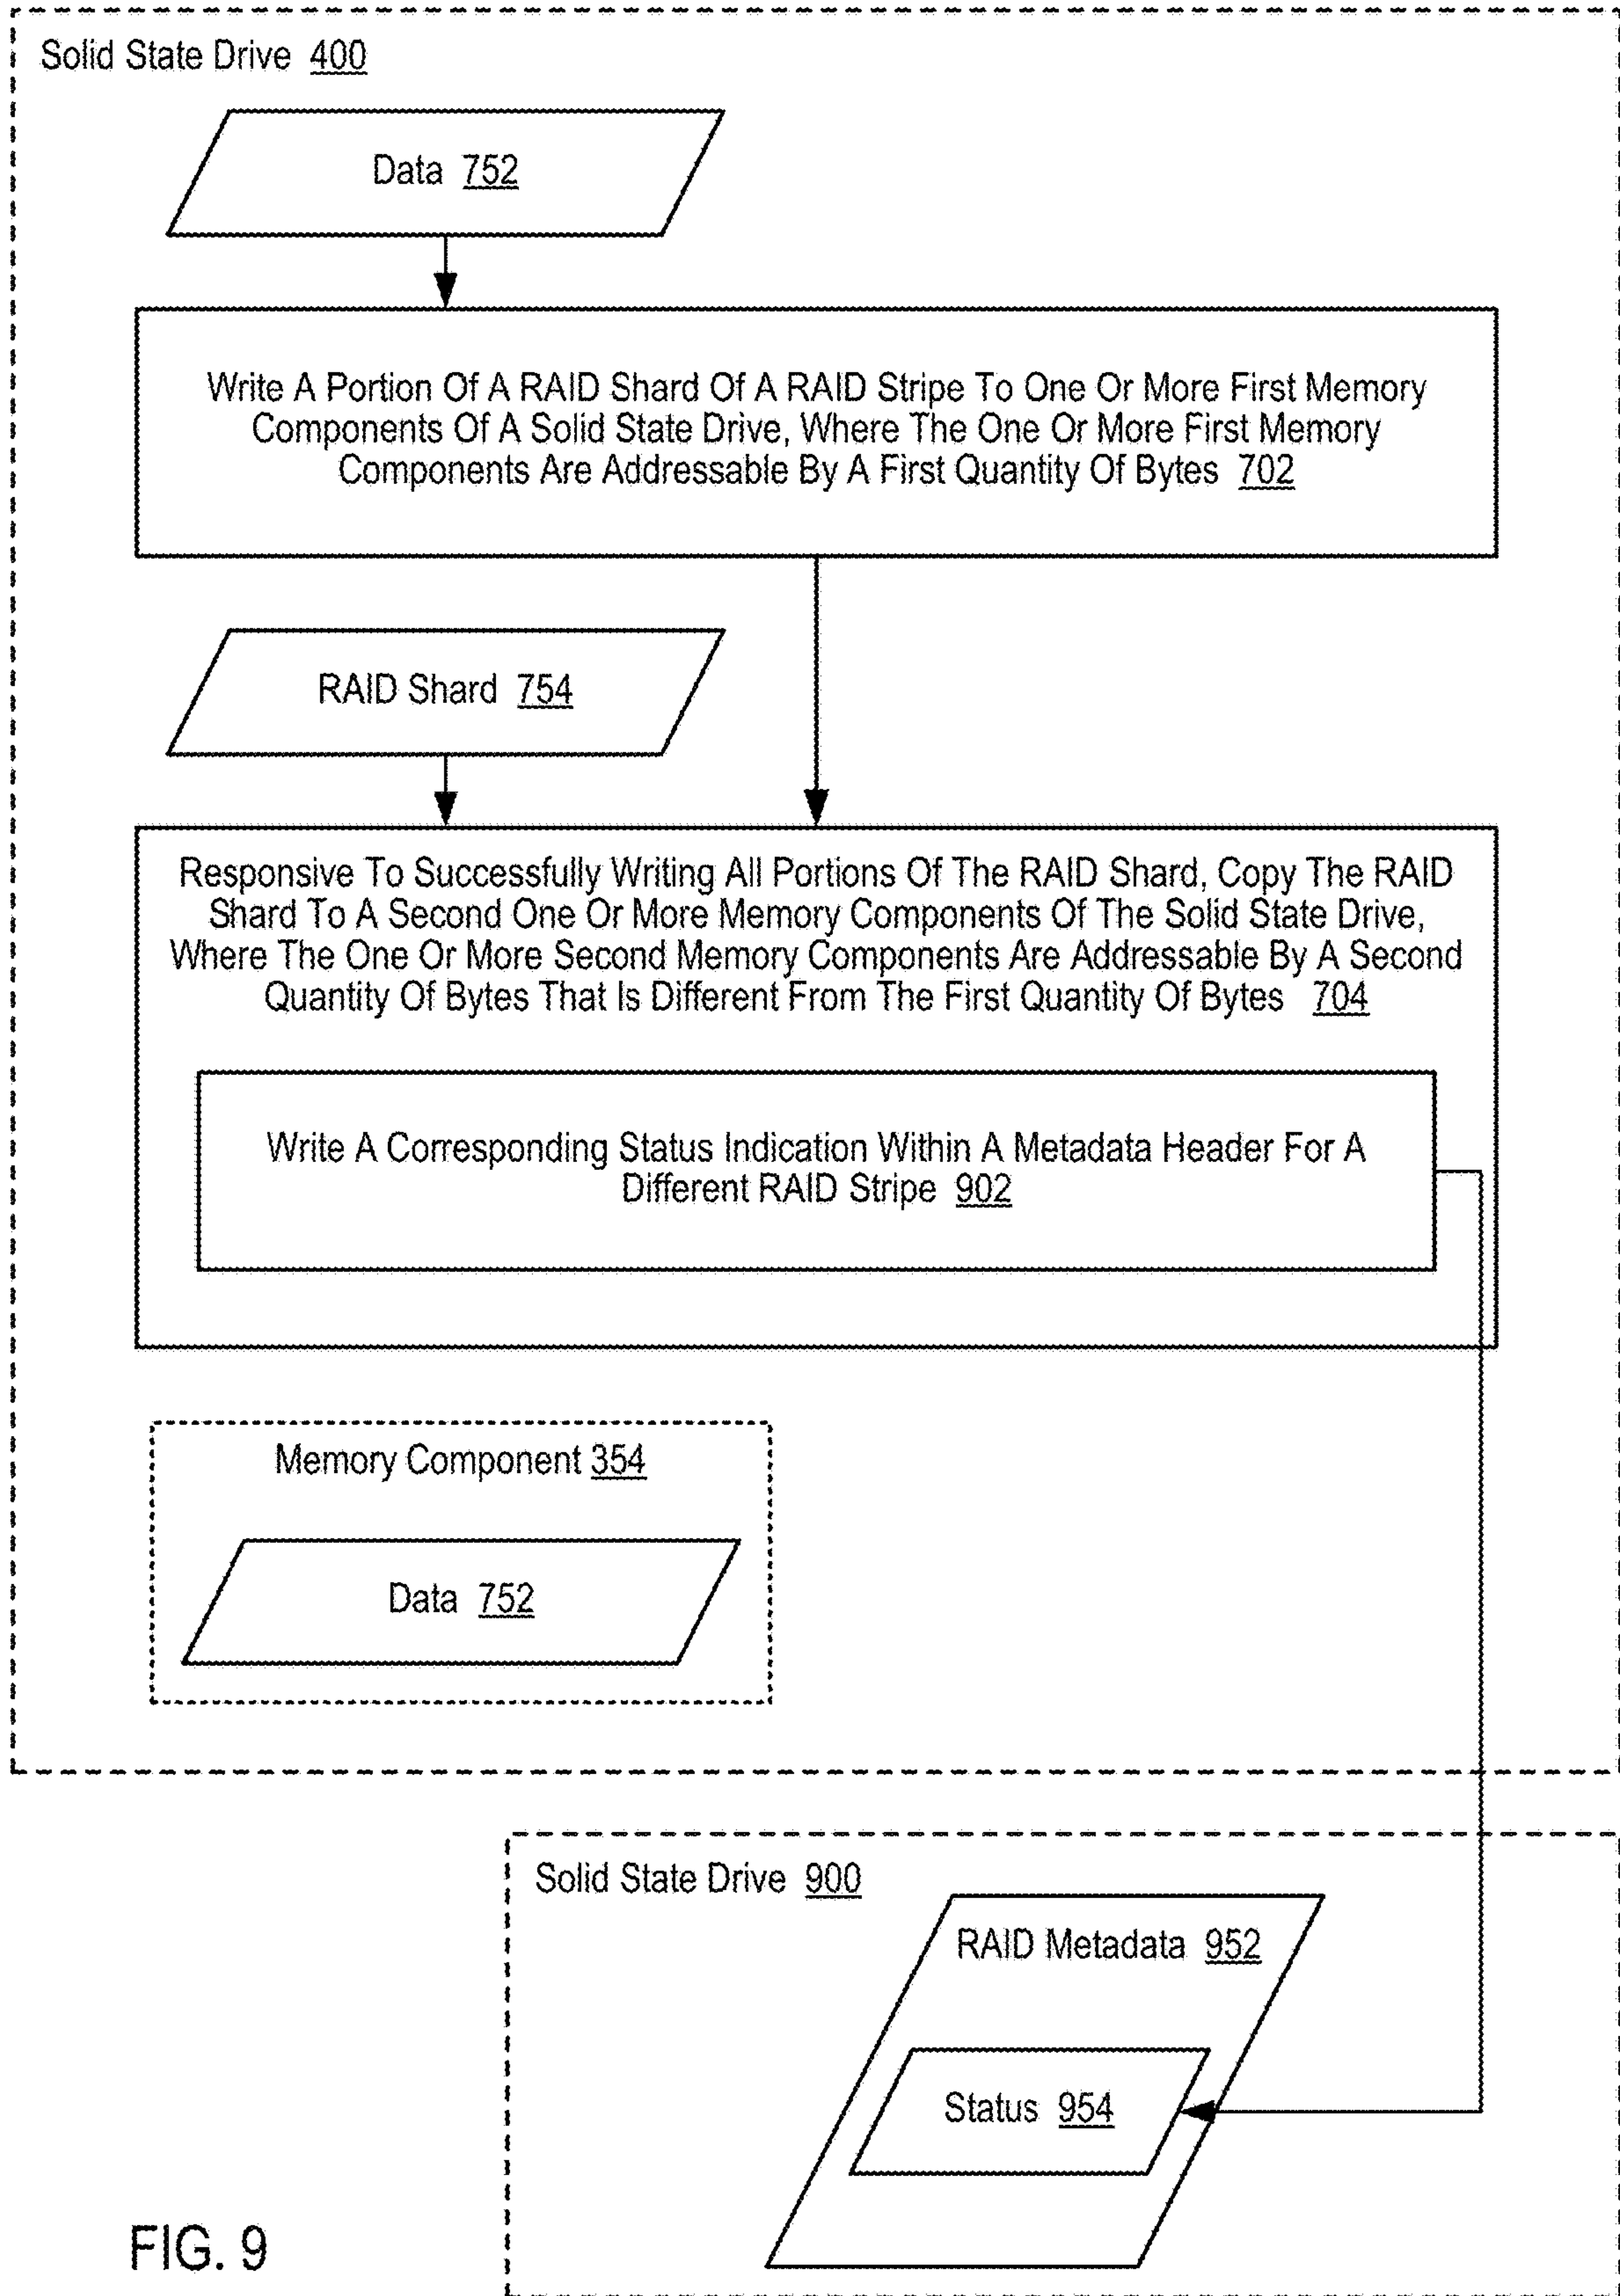 Solid State Drive 400
Data 752
Write A Portion Of A RAID Shard Of A RAID Stripe To One Or More First Memory
Components Of A Solid State Drive, Where The One Or More First Memory
Components Are Addressable By A First Quantity Of Bytes 702
RAID Shard 754
Responsive To Successfully Writing All Portions Of The RAID Shard, Copy The RAID
Shard To A Second One Or More Memory Components Of The Solid State Drive,
Where The One Or More Second Memory Components Are Addressable By A Second
Quantity Of Bytes That Is Different From The First Quantity Of Bytes 704
Write A Corresponding Status Indication Within A Metadata Header For A
Different RAID Stripe 902
Memory Component 354
Data 752
Solid State Drive 900
RAID Metadata 952
Status 954
FIG. 9